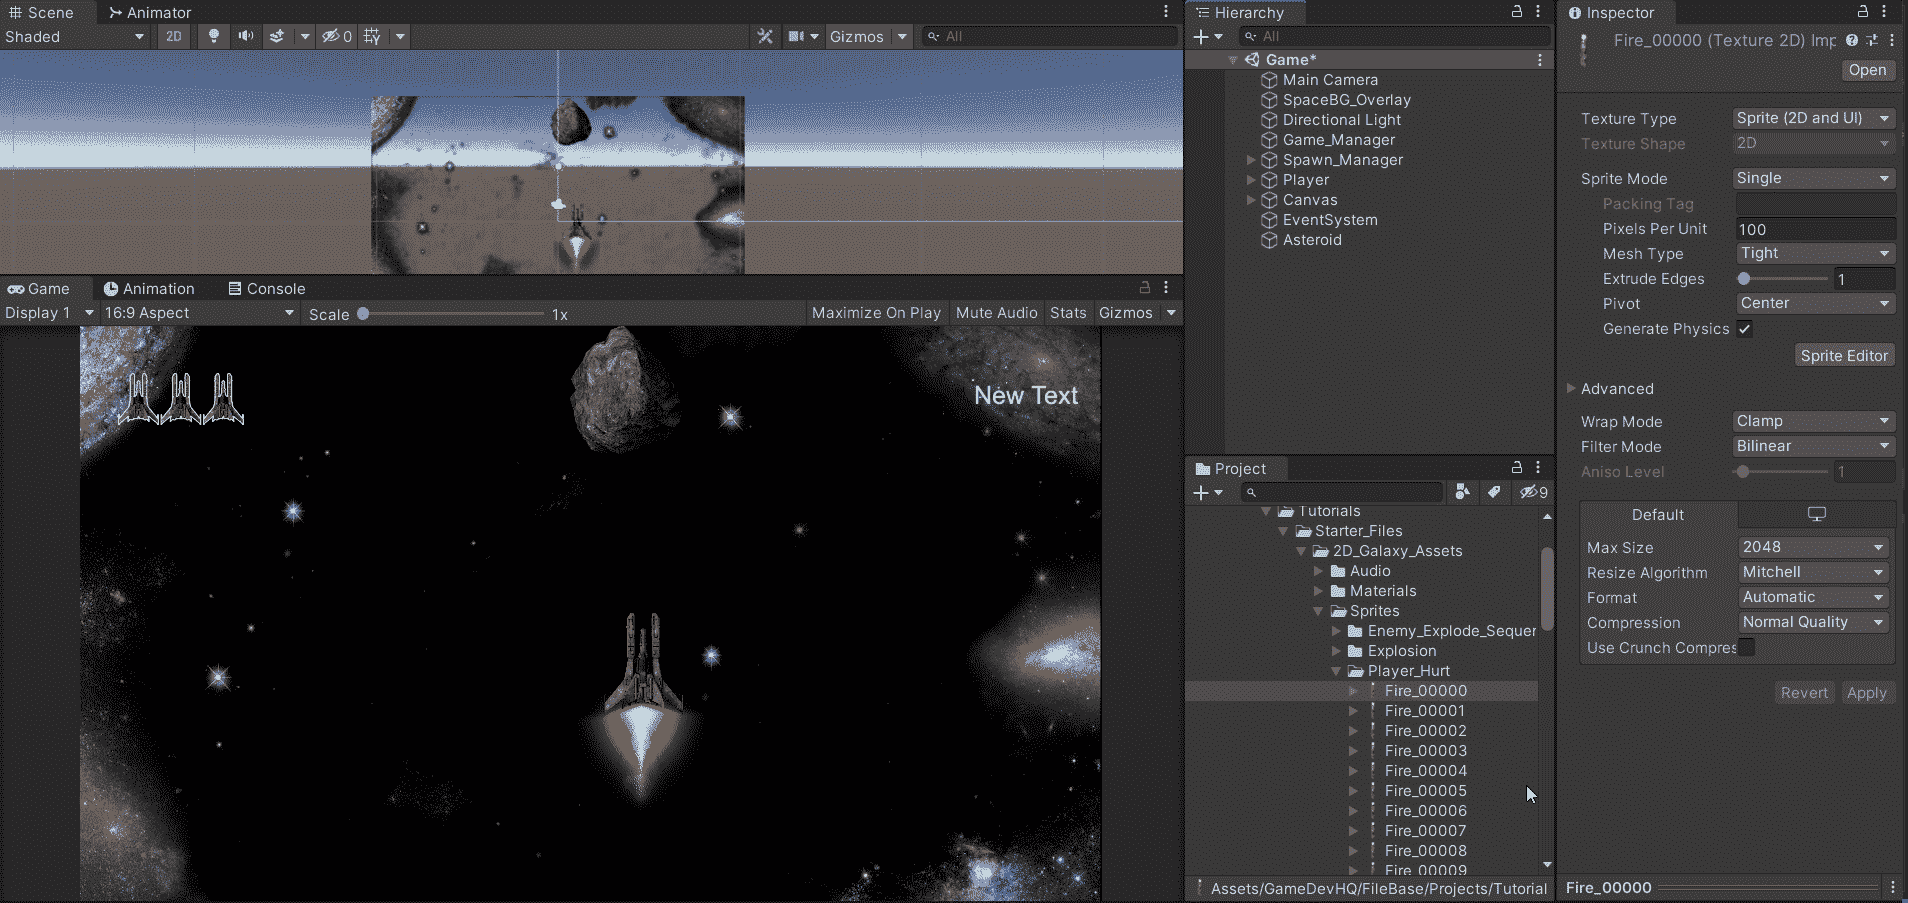 Scene
Animator
Shaded
2D
0
Gizmos
All
Game
Animation
Console
Display 1
16:9 Aspect
Scale
1x
Maximize On Play
Mute Audio
Stats
Gizmos
New Text
Hierarchy
All
Game*
Main Camera
SpaceBG_Overlay
Directional Light
Game_Manager
Spawn_Manager
Player
Canvas
EventSystem
Asteroid
Project
9
Tutorials
Starter_Files
2D_Galaxy_Assets
Audio
Materials
Sprites
Enemy_Explode_Sequer
Explosion
Player_Hurt
Fire_00000
Fire_00001
Fire_00002
Fire_00003
Fire_00004
Fire_00005
Fire_00006
Fire_00007
Fire_00008
Fire_00009
Assets/GameDevHQ/FileBase/Projects/Tutorial
Inspector
Fire_00000 (Texture 2D) Imp
Open
Texture Type Sprite (2D and UI)
Texture Shape 2D
Sprite Mode Single
Packing Tag
Pixels Per Unit 100
Mesh Type Tight
Extrude Edges 1
Pivot Center
Generate Physics
Sprite Editor
Advanced
Wrap Mode Clamp
Filter Mode Bilinear
Aniso Level 1
Default
Max Size 2048
Resize Algorithm Mitchell
Format Automatic
Compression Normal Quality
Use Crunch Compres
Revert Apply
Fire_00000